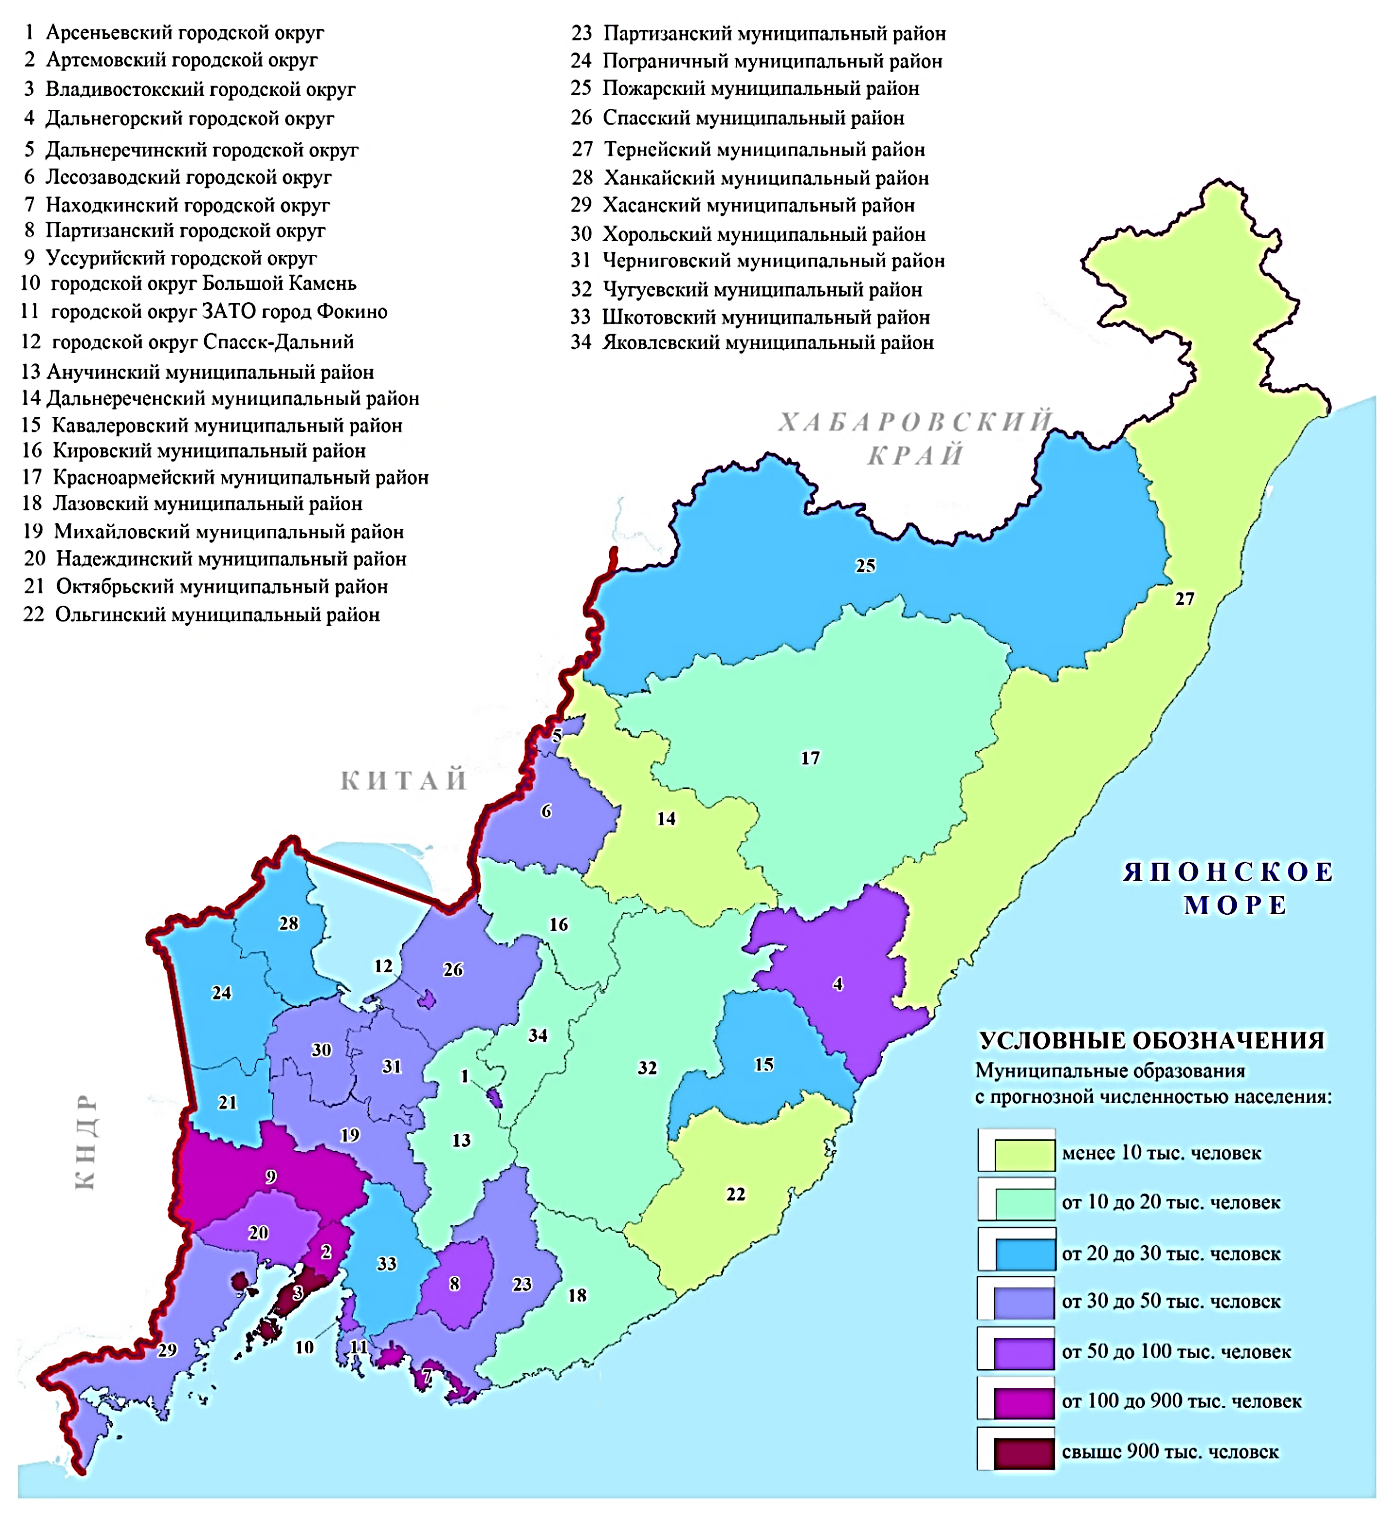 1 Арсеньевский городской округ
2 Артемовский городской округ
3 Владивостокский городской округ
4 Дальнегорский городской округ
5 Дальнеречинский городской округ
6 Лесозаводский городской округ
7 Находкинский городской округ
8 Партизанский городской округ
9 Уссурийский городской округ
10 городской округ Большой Камень
11 городской округ ЗАТО город Фокино
12 городской округ Спасск-Дальний
13 Анучинский муниципальный район
14 Дальнереченский муниципальный район
15 Кавалеровский муниципальный район
16 Кировский муниципальный район
17 Красноармейский муниципальный район
18 Лазовский муниципальный район
19 Михайловский муниципальный район
20 Надеждинский муниципальный район
21 Октябрьский муниципальный район
22 Ольгинский муниципальный район
23 Партизанский муниципальный район
24 Пограничный муниципальный район
25 Пожарский муниципальный район
26 Спасский муниципальный район
27 Тернейский муниципальный район
28 Ханкайский муниципальный район
29 Хасанский муниципальный район
30 Хорольский муниципальный район
31 Черниговский муниципальный район
32 Чугуевский муниципальный район
33 Шкотовский муниципальный район
34 Яковлевский муниципальный район
ХАБАРОВСКИЙ
КРАЙ
25
27
5
17
КИТАЙ
6
14
ЯПОНСКОЕ
МОРЕ
28
16
12
26
24
4
34
30
31
32
15
1
21
КНДР
19
13
9
22
20
2
33
8
23
3
18
10
11
29
7
УСЛОВНЫЕ ОБОЗНАЧЕНИЯ
Муниципальные образования
с прогнозной численностью населения:
менее 10 тыс. человек
от 10 до 20 тыс. человек
от 20 до 30 тыс. человек
от 30 до 50 тыс. человек
от 50 до 100 тыс. человек
от 100 до 900 тыс. человек
свыше 900 тыс. человек